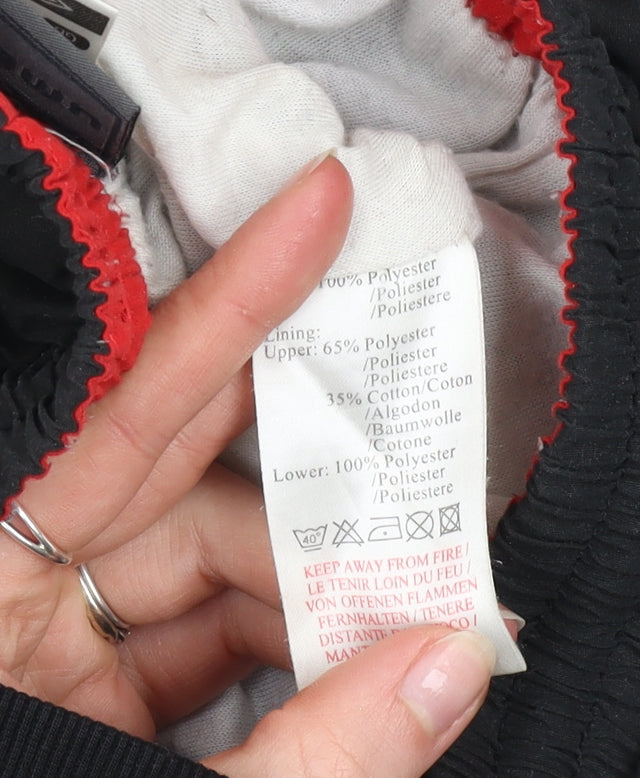 100% Polyester
/Poliester
/Poliestere
Lining:
Upper: 65% Polyester
/Poliester
/Poliestere
35% Cotton/Coton
/Algodon
/Baumwolle
/Cotone
Lower: 100% Polyester
/Poliester
/Poliestere
40°
KEEP AWAY FROM FIRE /
LE TENIR LOIN DU FEU /
VON OFFENEN FLAMMEN
FERNHALTEN / TENERE